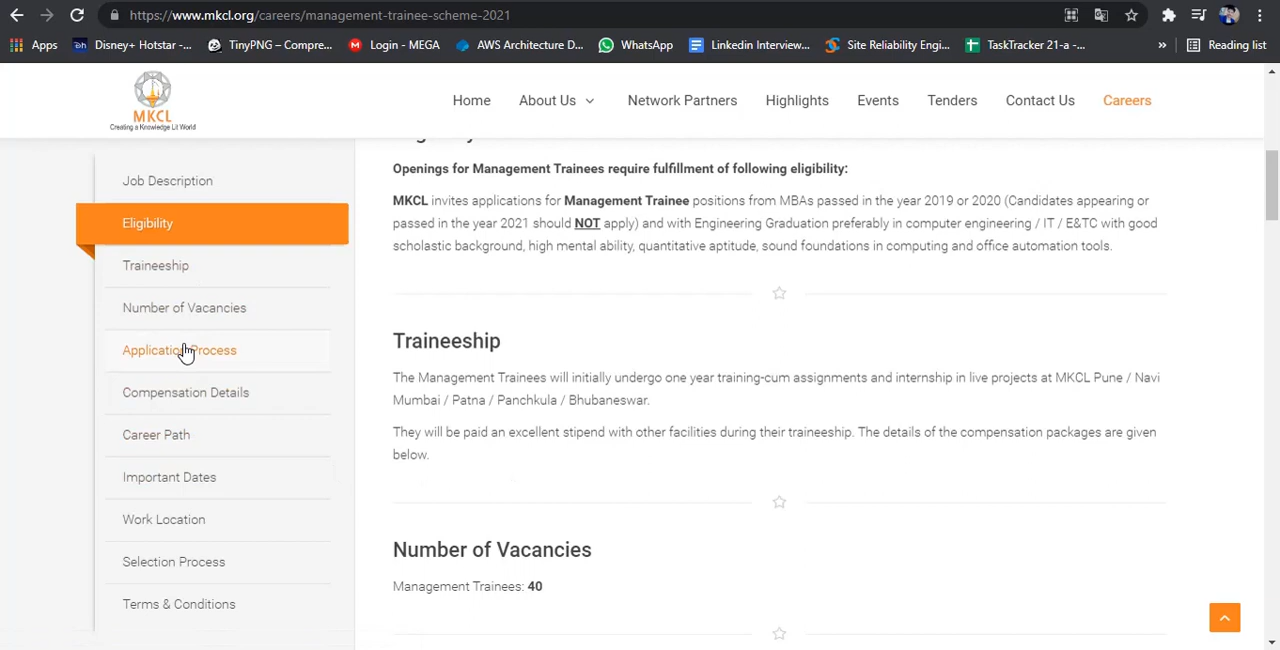 https://www.mkcl.org/careers/management-trainee-scheme-2021
Apps
Disney+ Hotstar -...
TinyPNG – Compre...
Login - MEGA
AWS Architecture D...
WhatsApp
Linkedin Interview...
Site Reliability Eng...
TaskTracker 21-a -...
»
Reading list
MKCL
Creating a Knowledge Lit World
Home
About Us
Network Partners
Highlights
Events
Tenders
Contact Us
Careers
Job Description
Eligibility
Traineeship
Number of Vacancies
Application Process
Compensation Details
Career Path
Important Dates
Work Location
Selection Process
Terms & Conditions
Openings for Management Trainees require fulfillment of following eligibility:
MKCL invites applications for Management Trainee positions from MBAs passed in the year 2019 or 2020 (Candidates appearing or
passed in the year 2021 should NOT apply) and with Engineering Graduation preferably in computer engineering / IT / E&TC with good
scholastic background, high mental ability, quantitative aptitude, sound foundations in computing and office automation tools.
Traineeship
The Management Trainees will initially undergo one year training-cum assignments and internship in live projects at MKCL Pune / Navi
Mumbai / Patna / Panchkula / Bhubaneswar.
They will be paid an excellent stipend with other facilities during their traineeship. The details of the compensation packages are given
below.
Number of Vacancies
Management Trainees: 40